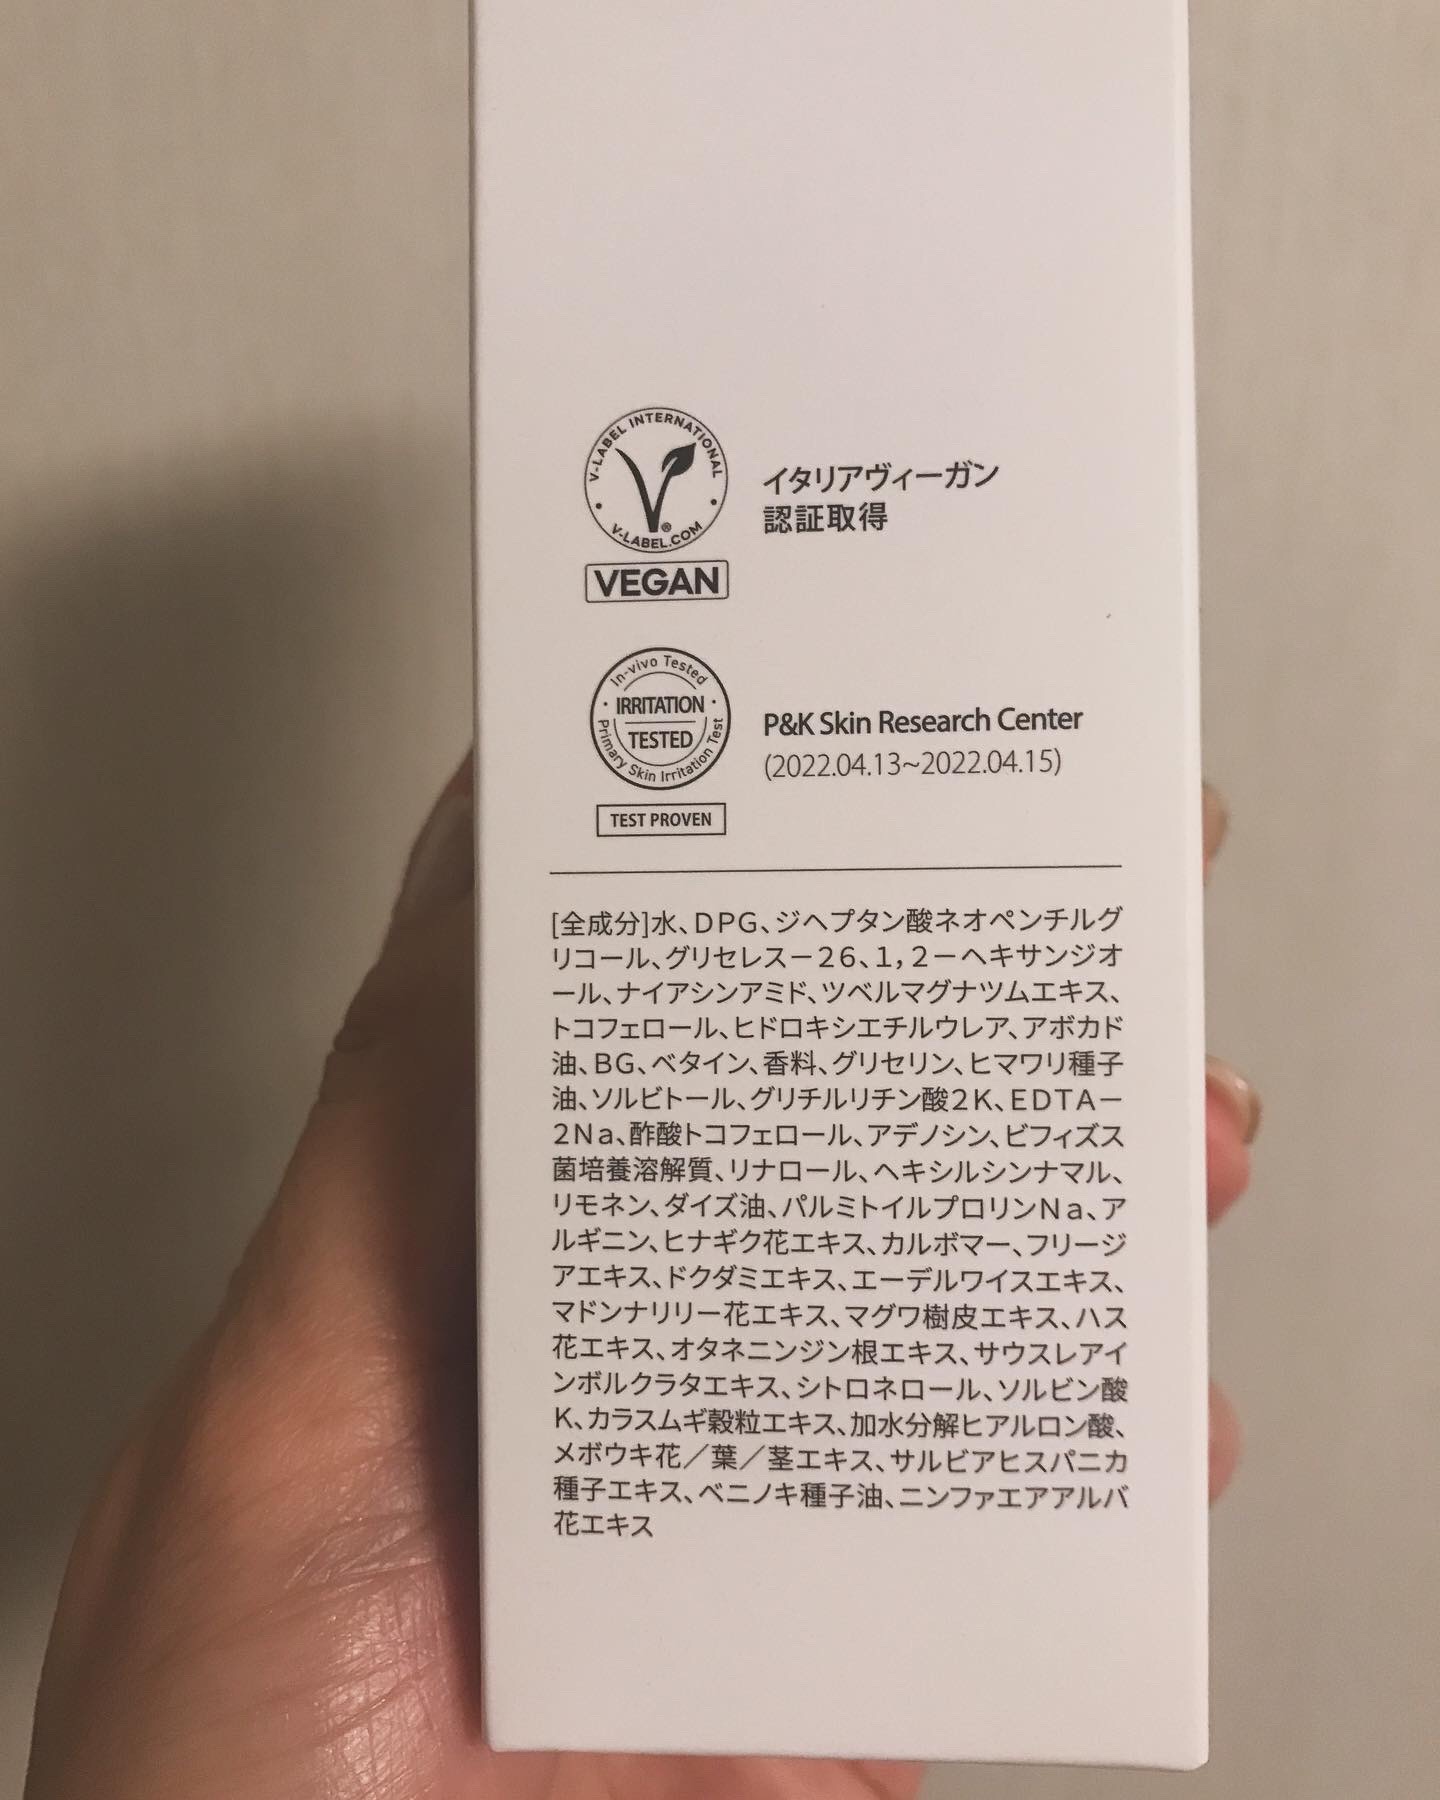 V-LABEL INTERNATIONAL
V-LABEL.COM
VEGAN
イタリアヴィーガン
認証取得
In-vivo Tested
IRRITATION
TESTED
Primary Skin Irritation Test
TEST PROVEN
P&K Skin Research Center
(2022.04.13~2022.04.15)
[全成分]水、DPG、ジヘプタン酸ネオペンチルグ
リコール、グリセレス－26、1，2－ヘキサンジオ
ール、ナイアシンアミド、ツベルマグナツムエキス、
トコフェロール、ヒドロキシエチルウレア、アボカド
油、BG、ベタイン、香料、グリセリン、ヒマワリ種子
油、ソルビトール、グリチルリチン酸2K、EDTA－
2Na、酢酸トコフェロール、アデノシン、ビフィズス
菌培養溶解質、リナロール、ヘキシルシンナマル、
リモネン、ダイズ油、パルミトイルプロリンNa、ア
ルギニン、ヒナギク花エキス、カルボマー、フリージ
アエキス、ドクダミエキス、エーデルワイスエキス、
マドンナリリー花エキス、マグワ樹皮エキス、ハス
花エキス、オタネニンジン根エキス、サウスレアイ
ンボルクラタエキス、シトロネロール、ソルビン酸
K、カラスムギ穀粒エキス、加水分解ヒアルロン酸、
メボウキ花／葉／茎エキス、サルビアヒスパニカ
種子エキス、ベニノキ種子油、ニンファエアアルバ
花エキス